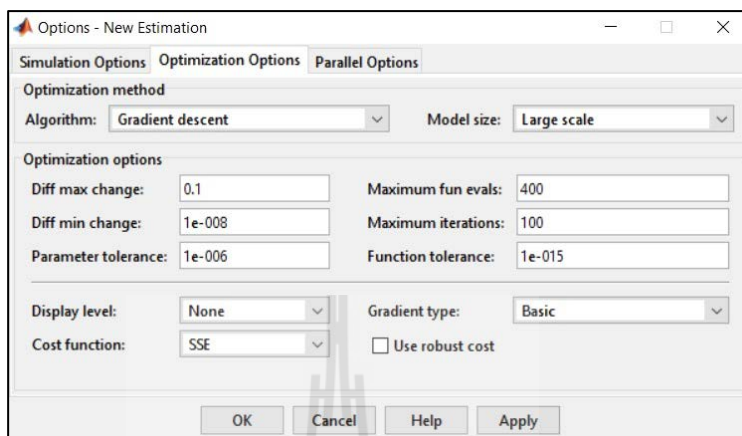 Options - New Estimation
Simulation Options Optimization Options Parallel Options
Optimization method
Algorithm: Gradient descent Model size: Large scale
Optimization options
Diff max change: 0.1 Maximum fun evals: 400
Diff min change: 1e-008 Maximum iterations: 100
Parameter tolerance: 1e-006 Function tolerance: 1e-015
Display level: None Gradient type: Basic
Cost function: SSE Use robust cost
OK Cancel Help Apply